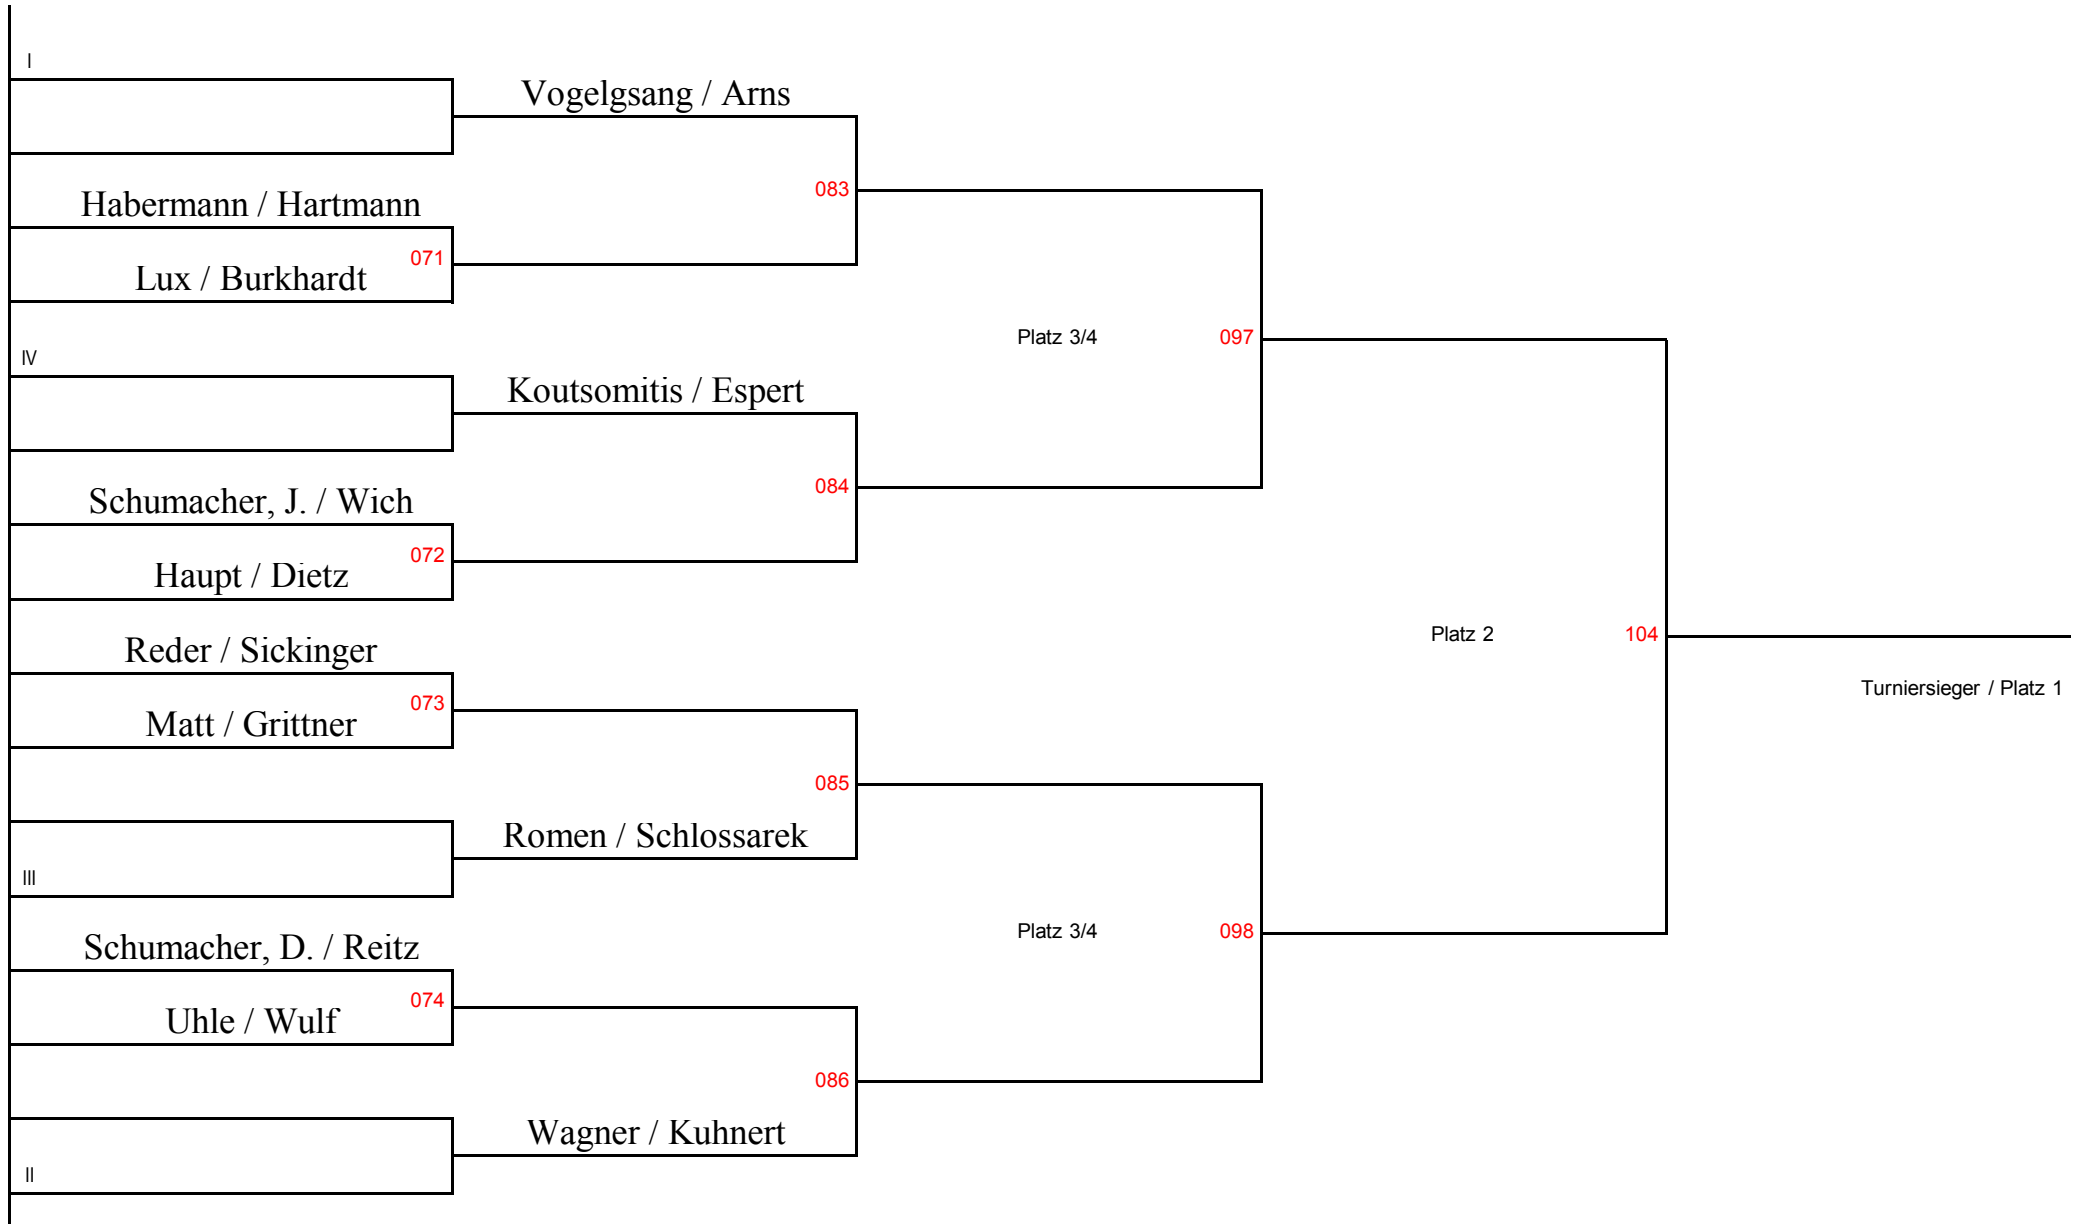 I
Vogelgsang / Arns
083
Habermann / Hartmann
071
Lux / Burkhardt
Platz 3/4
097
IV
Koutsomitis / Espert
084
Schumacher, J. / Wich
072
Haupt / Dietz
Reder / Sickinger
Platz 2
104
Turniersieger / Platz 1
073
Matt / Grittner
085
Romen / Schlossarek
III
Platz 3/4
098
Schumacher, D. / Reitz
074
Uhle / Wulf
086
Wagner / Kuhnert
II